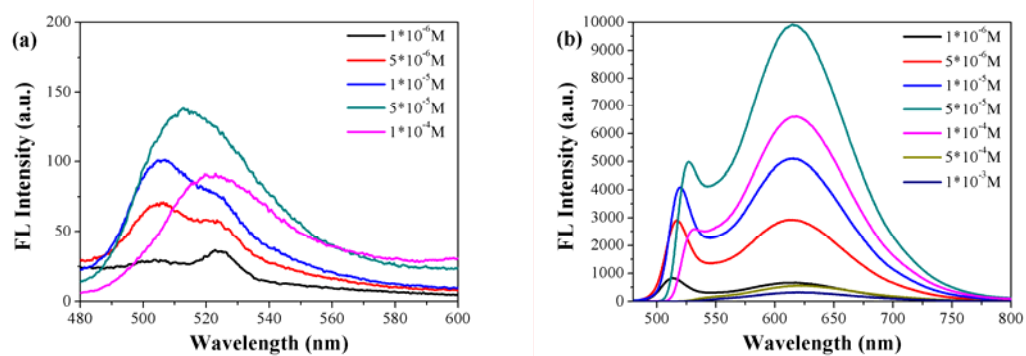 (a)
FL Intensity (a.u.)
200
150
100
50
0
480 500 520 540 560 580 600
Wavelength (nm)
1*10⁻⁶M
5*10⁻⁶M
1*10⁻⁵M
5*10⁻⁵M
1*10⁻⁴M
(b)
FL Intensity (a.u.)
10000
9000
8000
7000
6000
5000
4000
3000
2000
1000
0
500 550 600 650 700 750 800
Wavelength (nm)
1*10⁻⁶M
5*10⁻⁶M
1*10⁻⁵M
5*10⁻⁵M
1*10⁻⁴M
5*10⁻⁴M
1*10⁻³M